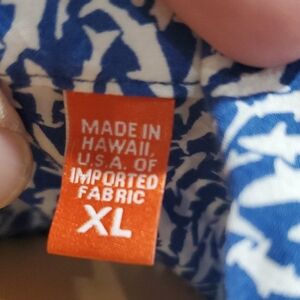 MADE IN
HAWAII,
U.S.A. OF
IMPORTED
FABRIC
XL